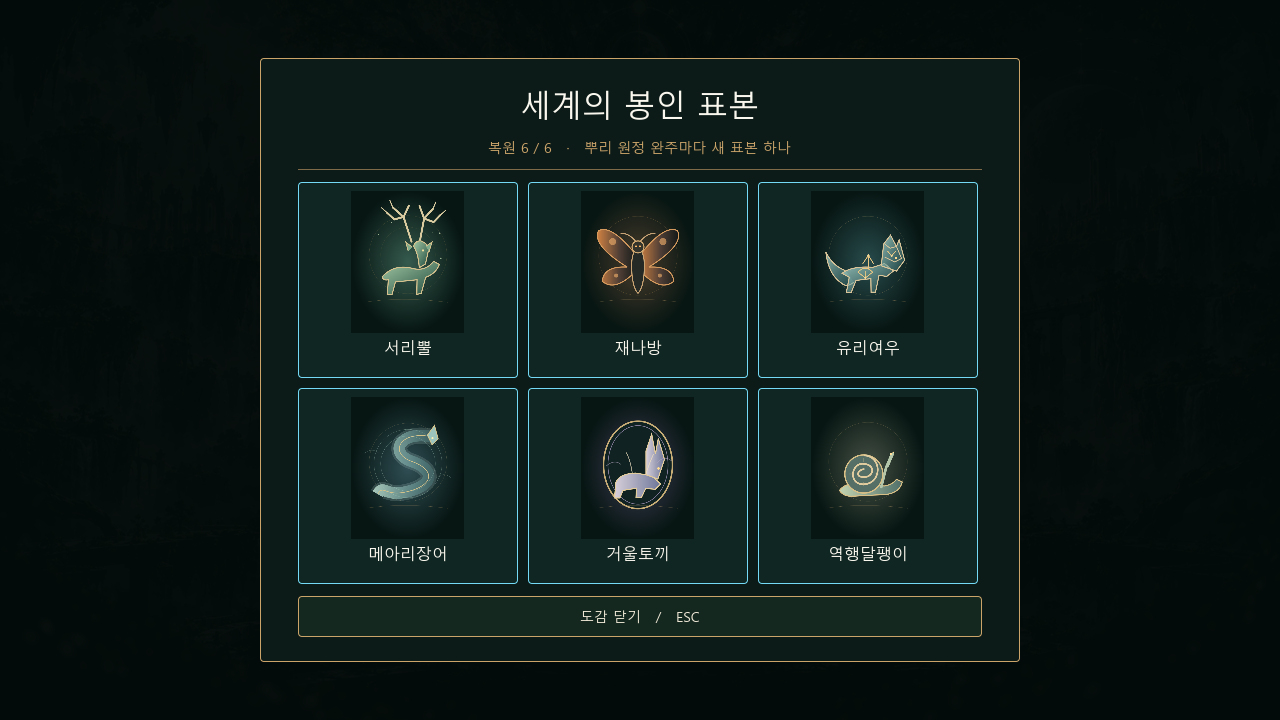 세계의 봉인 표본
복원 6 / 6 · 뿌리 원정 완주마다 새 표본 하나
서리뿔
재나방
유리여우
메아리장어
거울토끼
역행달팽이
도감 닫기 / ESC